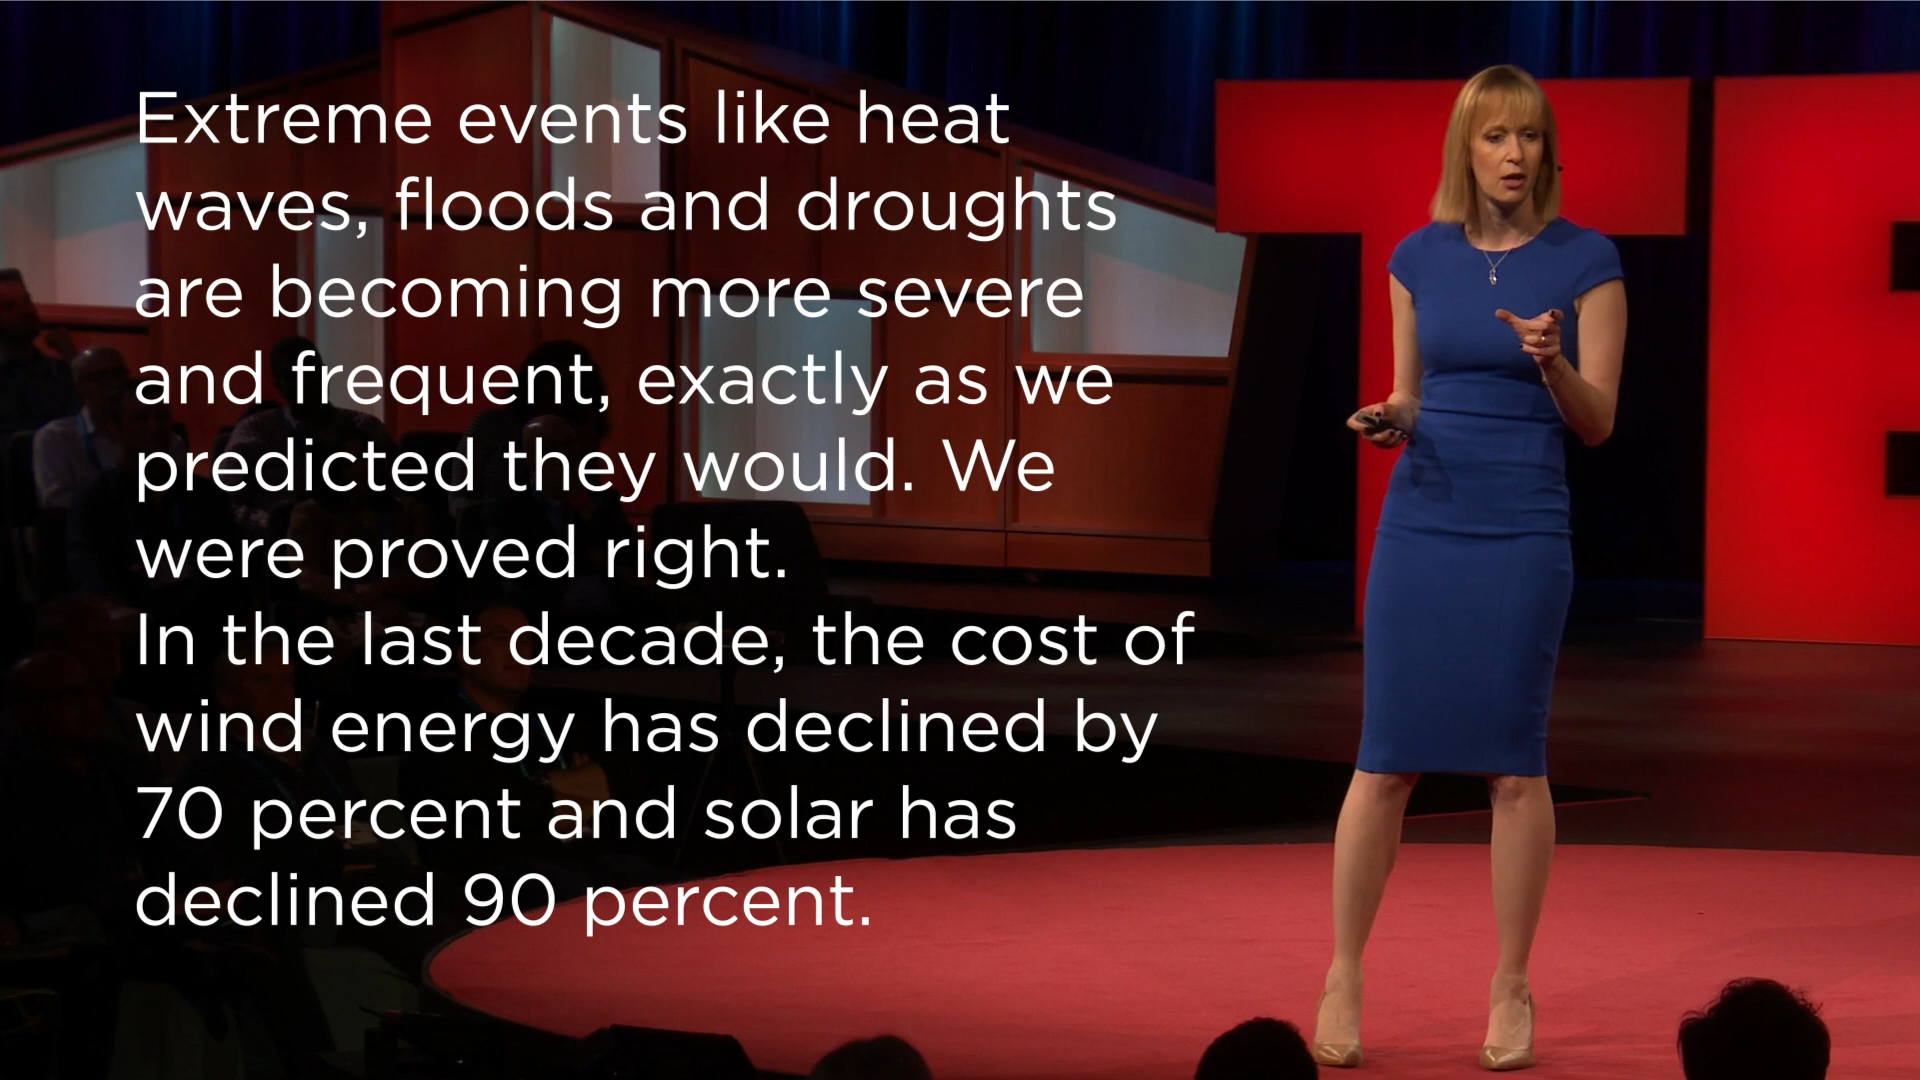 Extreme events like heat
waves, floods and droughts
are becoming more severe
and frequent, exactly as we
predicted they would. We
were proved right.
In the last decade, the cost of
wind energy has declined by
70 percent and solar has
declined 90 percent.
TE